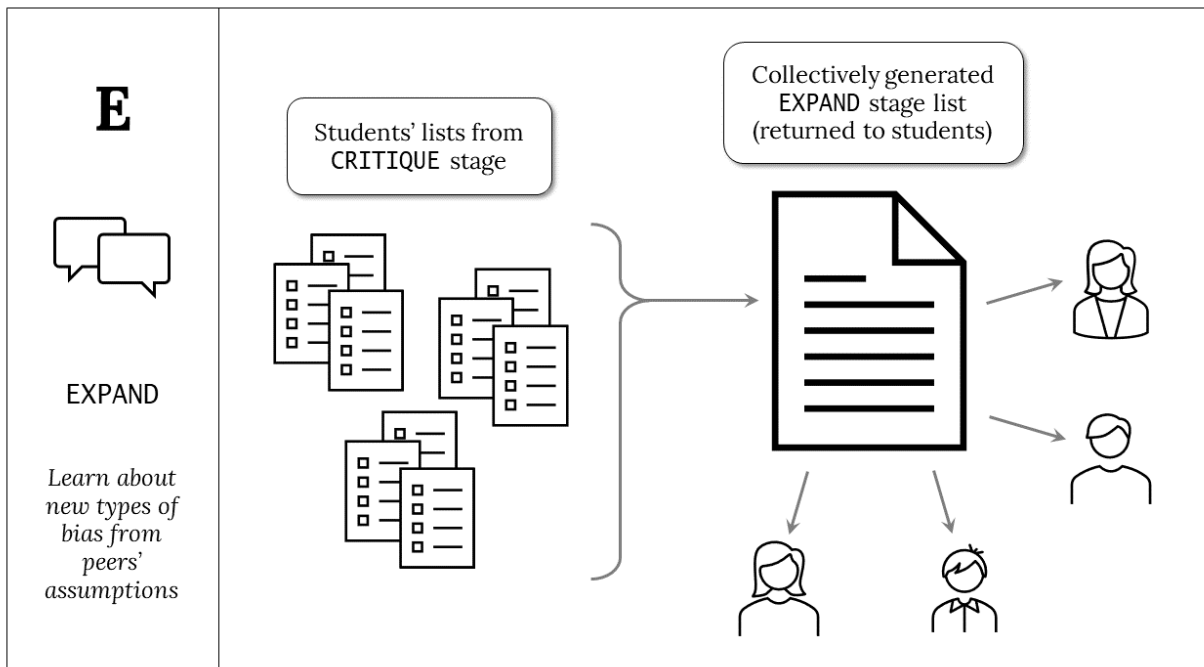 E
EXPAND
Learn about
new types of
bias from
peers’
assumptions
Students’ lists from
CRITIQUE stage
Collectively generated
EXPAND stage list
(returned to students)